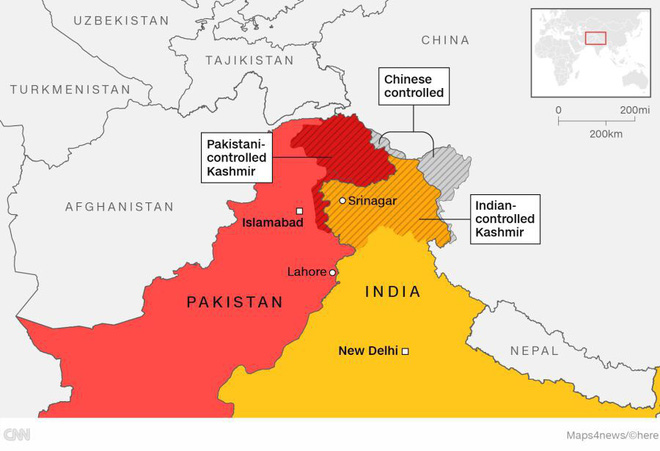 UZBEKISTAN
CHINA
TAJIKISTAN
TURKMENISTAN
Chinese
controlled
0
200mi
200km
Pakistani-
controlled
Kashmir
AFGHANISTAN
Srinagar
Indian-
controlled
Kashmir
Islamabad
Lahore
PAKISTAN
INDIA
New Delhi
NEPAL
CNN
Maps4news/©here